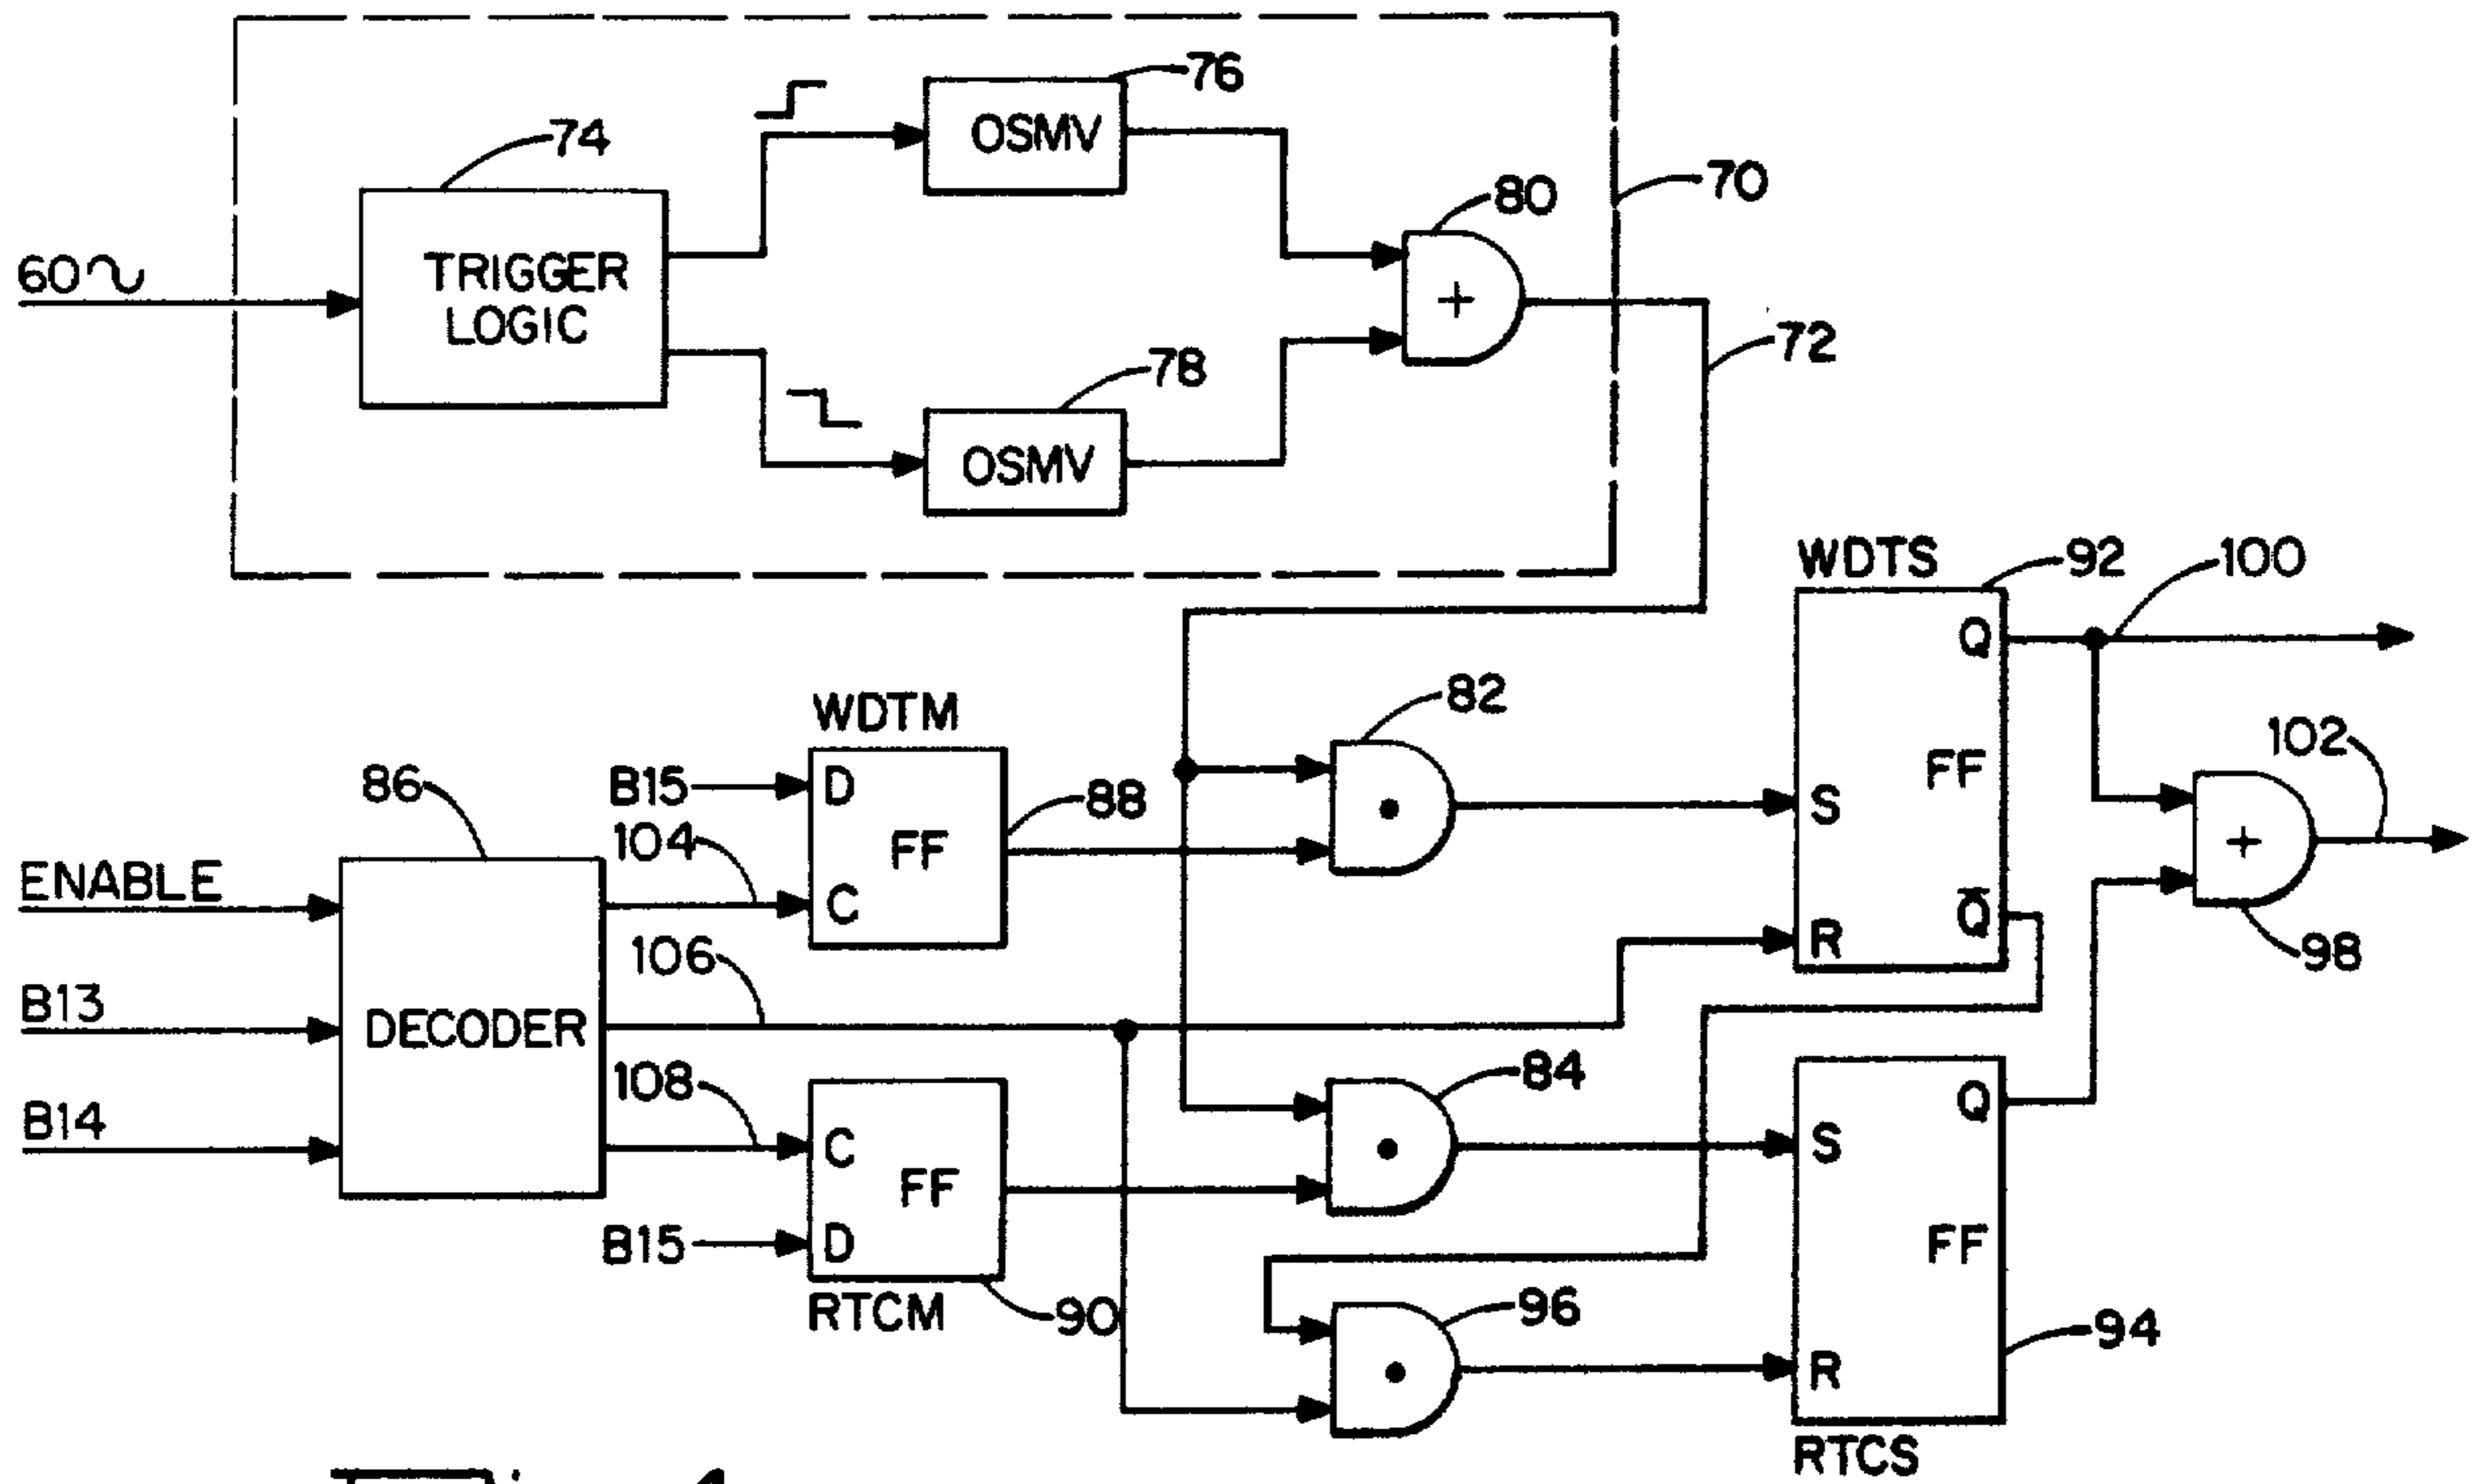 76
OSMV
74
70
80
60∿
TRIGGER
LOGIC
+
72
78
OSMV
WDTS
92
100
Q
WDTM
82
102
86
B15
D
88
FF
104
FF
S
•
+
ENABLE
C
Q̅
R
106
98
B13
DECODER
84
108
Q
B14
C
FF
•
S
B15
D
FF
RTCM
90
96
94
•
R
RTCS